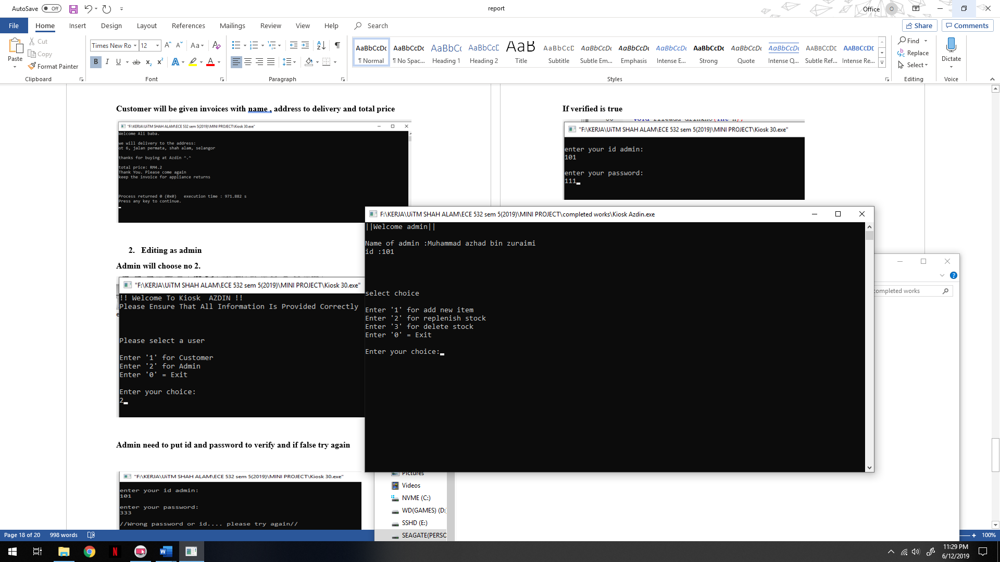 AutoSave Off
report
Office O
File Home Insert Design Layout References Mailings Review View Help Search Share Comments
Paste
Cut
Copy
Format Painter
Times New Ro 12
Aa
B I U ab x₂ x² A A
AaBbCcDc AaBbCcDc AaBbCc AaBbCcD AaB AaBbCcD AaBbCcDc AaBbCcDc AaBbCcDc AaBbCcDc AaBbCcDc AaBbCcDc AABBCCDE AABBCCDE
¶ Normal ¶ No Spac... Heading 1 Heading 2 Title Subtitle Subtle Em... Emphasis Intense E... Strong Quote Intense Q... Subtle Ref... Intense Re...
Find
Replace
Select
Dictate
Clipboard Font Paragraph Styles Editing Voice
Customer will be given invoices with name , address to delivery and total price
"F:\KERJA\UiTM SHAH ALAM\ECE 532 sem 5(2019)\MINI PROJECT\Kiosk 30.exe"
Welcome Ali baba.
we will delivery to the address:
ot 6, jalan permata, shah alam, selangor
thanks for buying at Azdin ^.^
total price: RM4.2
Thank You. Please come again
keep the invoice for appliance returns
Process returned 0 (0x0) execution time : 971.882 s
Press any key to continue.
2. Editing as admin
Admin will choose no 2.
"F:\KERJA\UiTM SHAH ALAM\ECE 532 sem 5(2019)\MINI PROJECT\Kiosk 30.exe"
!! Welcome To Kiosk AZDIN !!
Please Ensure That All Information Is Provided Correctly
Please select a user
Enter '1' for Customer
Enter '2' for Admin
Enter '0' = Exit
Enter your choice:
2
Admin need to put id and password to verify and if false try again
"F:\KERJA\UiTM SHAH ALAM\ECE 532 sem 5(2019)\MINI PROJECT\Kiosk 30.exe"
enter your id admin:
101
enter your password:
333
//Wrong password or id.... please try again//
If verified is true
"F:\KERJA\UiTM SHAH ALAM\ECE 532 sem 5(2019)\MINI PROJECT\Kiosk 30.exe"
enter your id admin:
101
enter your password:
111
F:\KERJA\UiTM SHAH ALAM\ECE 532 sem 5(2019)\MINI PROJECT\completed works\Kiosk Azdin.exe
||Welcome admin||
Name of admin :Muhammad azhad bin zuraimi
id :101
select choice
Enter '1' for add new item
Enter '2' for replenish stock
Enter '3' for delete stock
Enter '0' = Exit
Enter your choice:
completed works
Pictures
Videos
NVME (C:)
WD(GAMES) (D:
SSHD (E:)
SEAGATE(PERSO
Page 18 of 20 998 words
100%
11:29 PM
6/12/2019